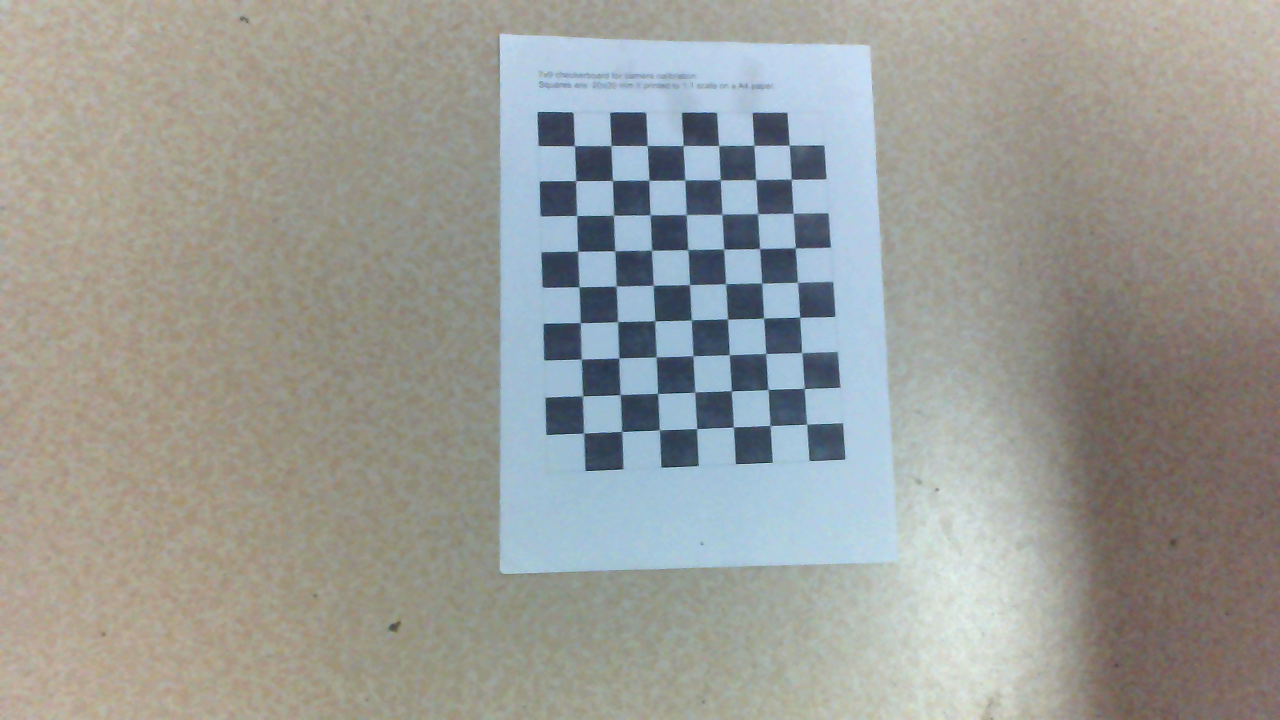 7x9 checkerboard for camera calibration
Squares are 20x20 mm if printed to 1:1 scale on a A4 paper.